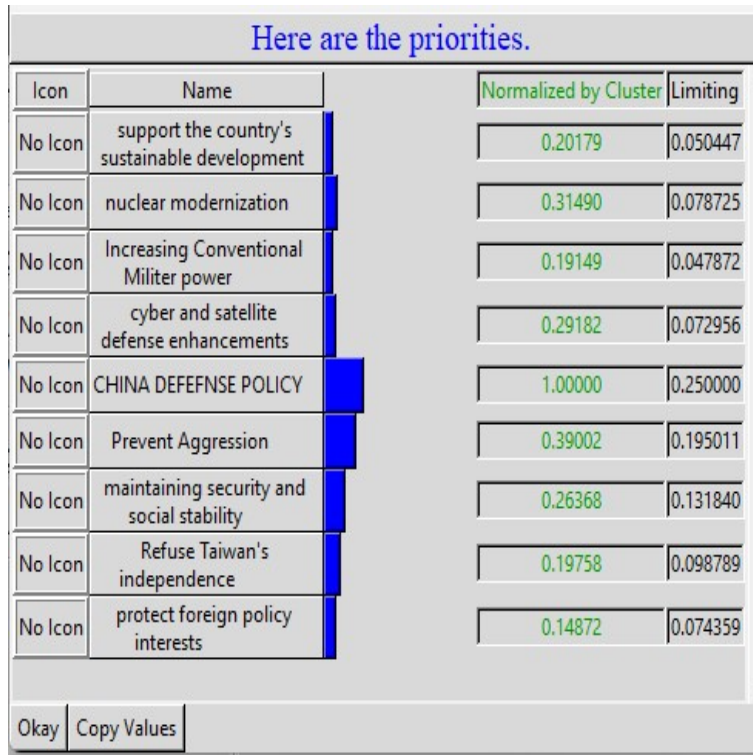 Here are the priorities.
Icon Name Normalized by Cluster Limiting
No Icon support the country's
sustainable development 0.20179 0.050447
No Icon nuclear modernization 0.31490 0.078725
No Icon Increasing Conventional
Militer power 0.19149 0.047872
No Icon cyber and satellite
defense enhancements 0.29182 0.072956
No Icon CHINA DEFEFNSE POLICY 1.00000 0.250000
No Icon Prevent Aggression 0.39002 0.195011
No Icon maintaining security and
social stability 0.26368 0.131840
No Icon Refuse Taiwan's
independence 0.19758 0.098789
No Icon protect foreign policy
interests 0.14872 0.074359
Okay Copy Values